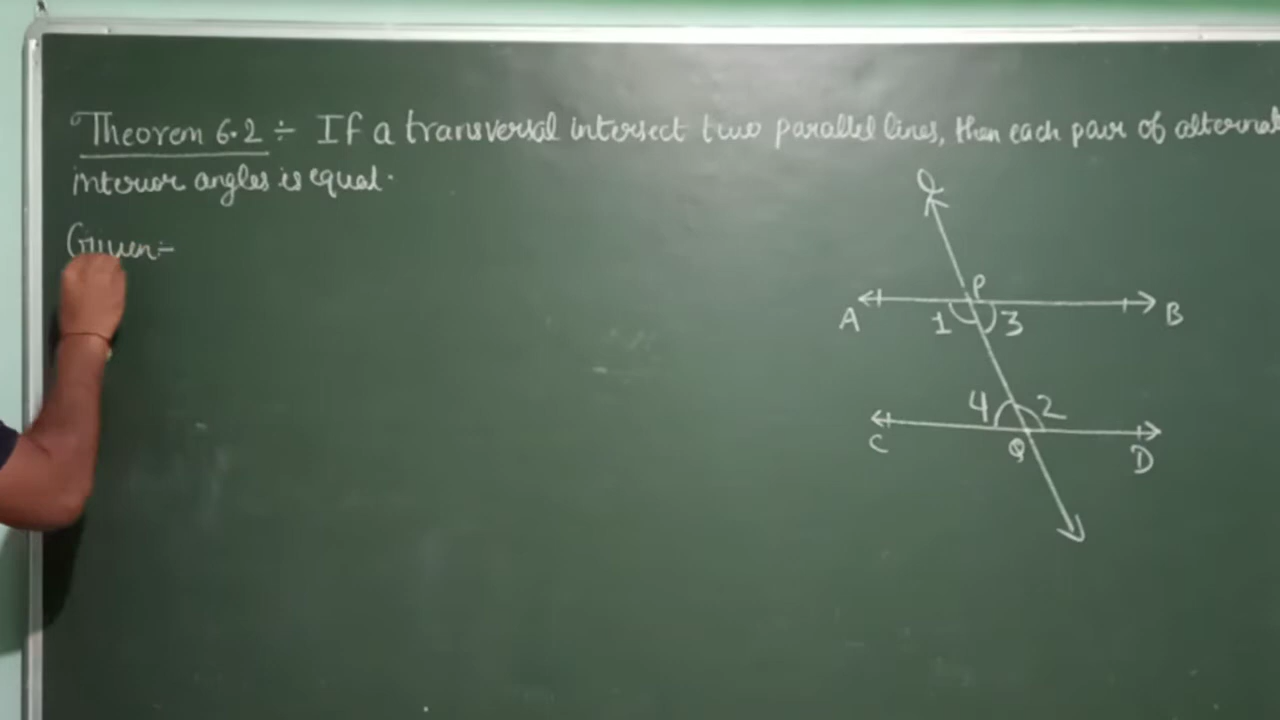 Theorem 6.2 ÷ If a transversal intersect two parallel lines, then each pair of alternate
interior angles is equal.
Given:-
l
P
A
1
3
B
4
2
C
Q
D